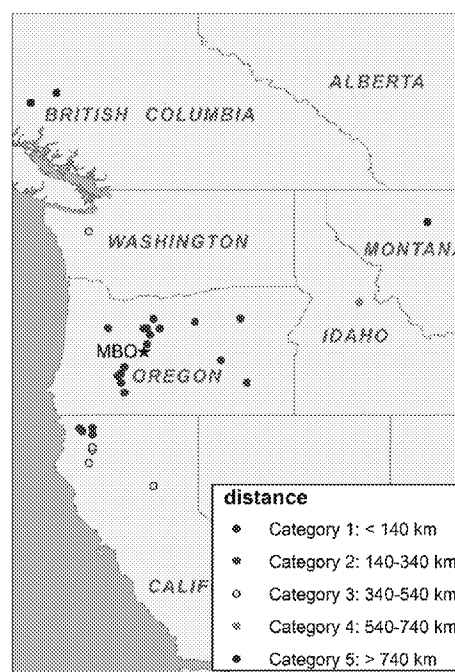 ALBERTA
BRITISH COLUMBIA
WASHINGTON
MONTANA
IDAHO
MBO★
OREGON
distance
Category 1: < 140 km
Category 2: 140-340 km
Category 3: 340-540 km
CALIF
Category 4: 540-740 km
Category 5: > 740 km